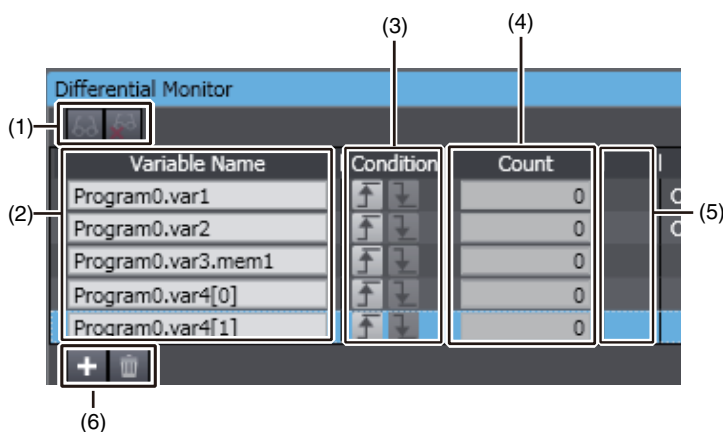 (3)
(4)
Differential Monitor
(1)
Variable Name
Condition
Count
(2)
(5)
Program0.var1
0
Program0.var2
0
Program0.var3.mem1
0
Program0.var4[0]
0
Program0.var4[1]
0
(6)